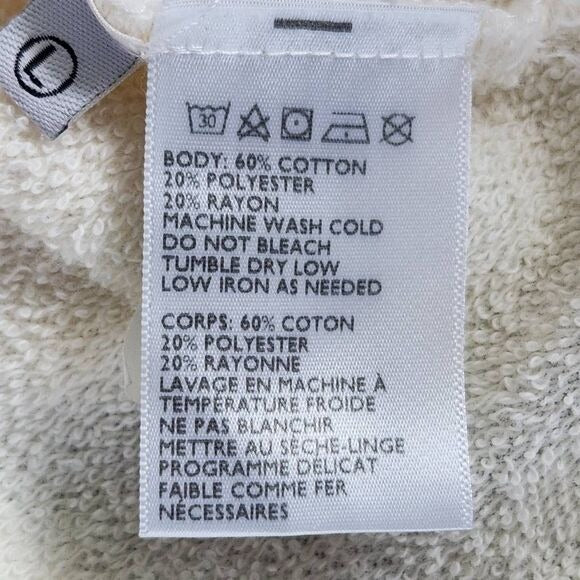 L
30
BODY: 60% COTTON
20% POLYESTER
20% RAYON
MACHINE WASH COLD
DO NOT BLEACH
TUMBLE DRY LOW
LOW IRON AS NEEDED
CORPS: 60% COTON
20% POLYESTER
20% RAYONNE
LAVAGE EN MACHINE À
TEMPÉRATURE FROIDE
NE PAS BLANCHIR
METTRE AU SÈCHE-LINGE
PROGRAMME DÉLICAT
FAIBLE COMME FER
NÉCESSAIRES